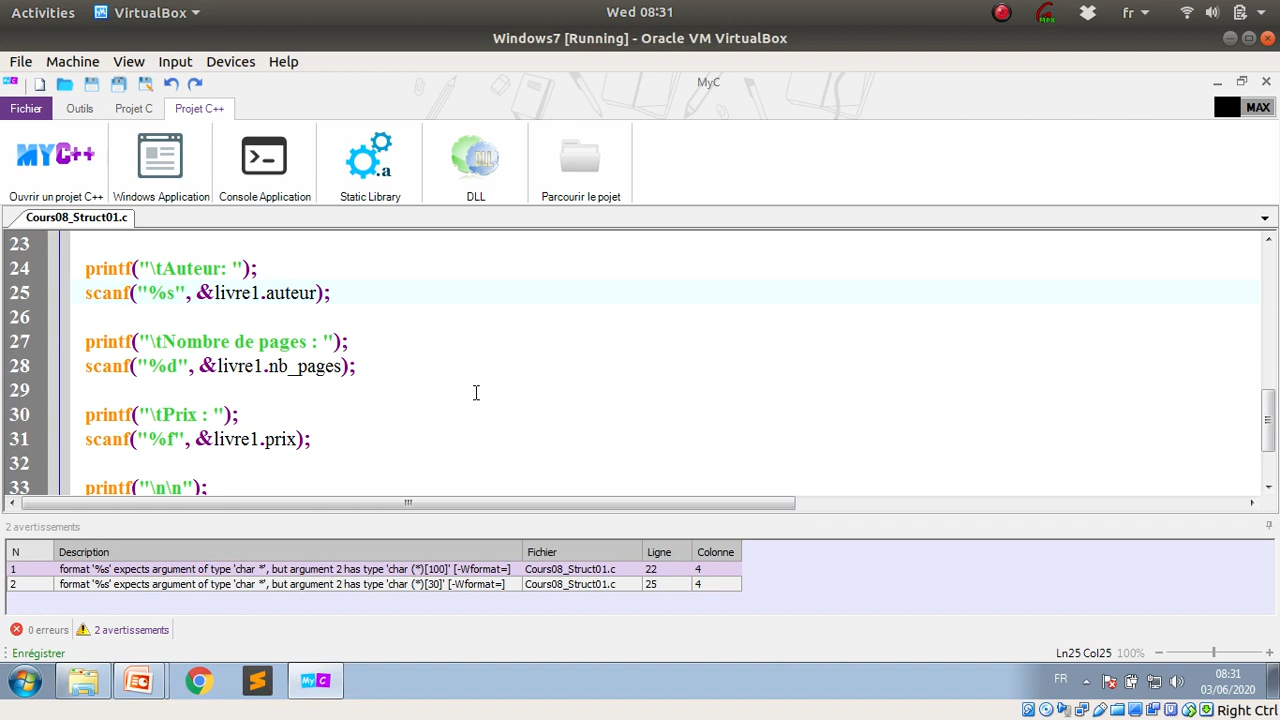 Activities VirtualBox Wed 08:31 fr
Windows7 [Running] - Oracle VM VirtualBox
File Machine View Input Devices Help
MyC
Fichier Outils Projet C Projet C++ MAX
MYC++
Ouvrir un projet C++ Windows Application Console Application Static Library DLL Parcourir le pojet
Cours08_Struct01.c
23
24 printf("\tAuteur: ");
25 scanf("%s", &livre1.auteur);
26
27 printf("\tNombre de pages : ");
28 scanf("%d", &livre1.nb_pages);
29
30 printf("\tPrix : ");
31 scanf("%f", &livre1.prix);
32
33 printf("\n\n");
2 avertissements
N Description Fichier Ligne Colonne
1 format '%s' expects argument of type 'char *', but argument 2 has type 'char (*)[100]' [-Wformat=] Cours08_Struct01.c 22 4
2 format '%s' expects argument of type 'char *', but argument 2 has type 'char (*)[30]' [-Wformat=] Cours08_Struct01.c 25 4
0 erreurs 2 avertissements
Enrégistrer Ln25 Col25 100%
MyC FR 08:31
03/06/2020
Right Ctrl